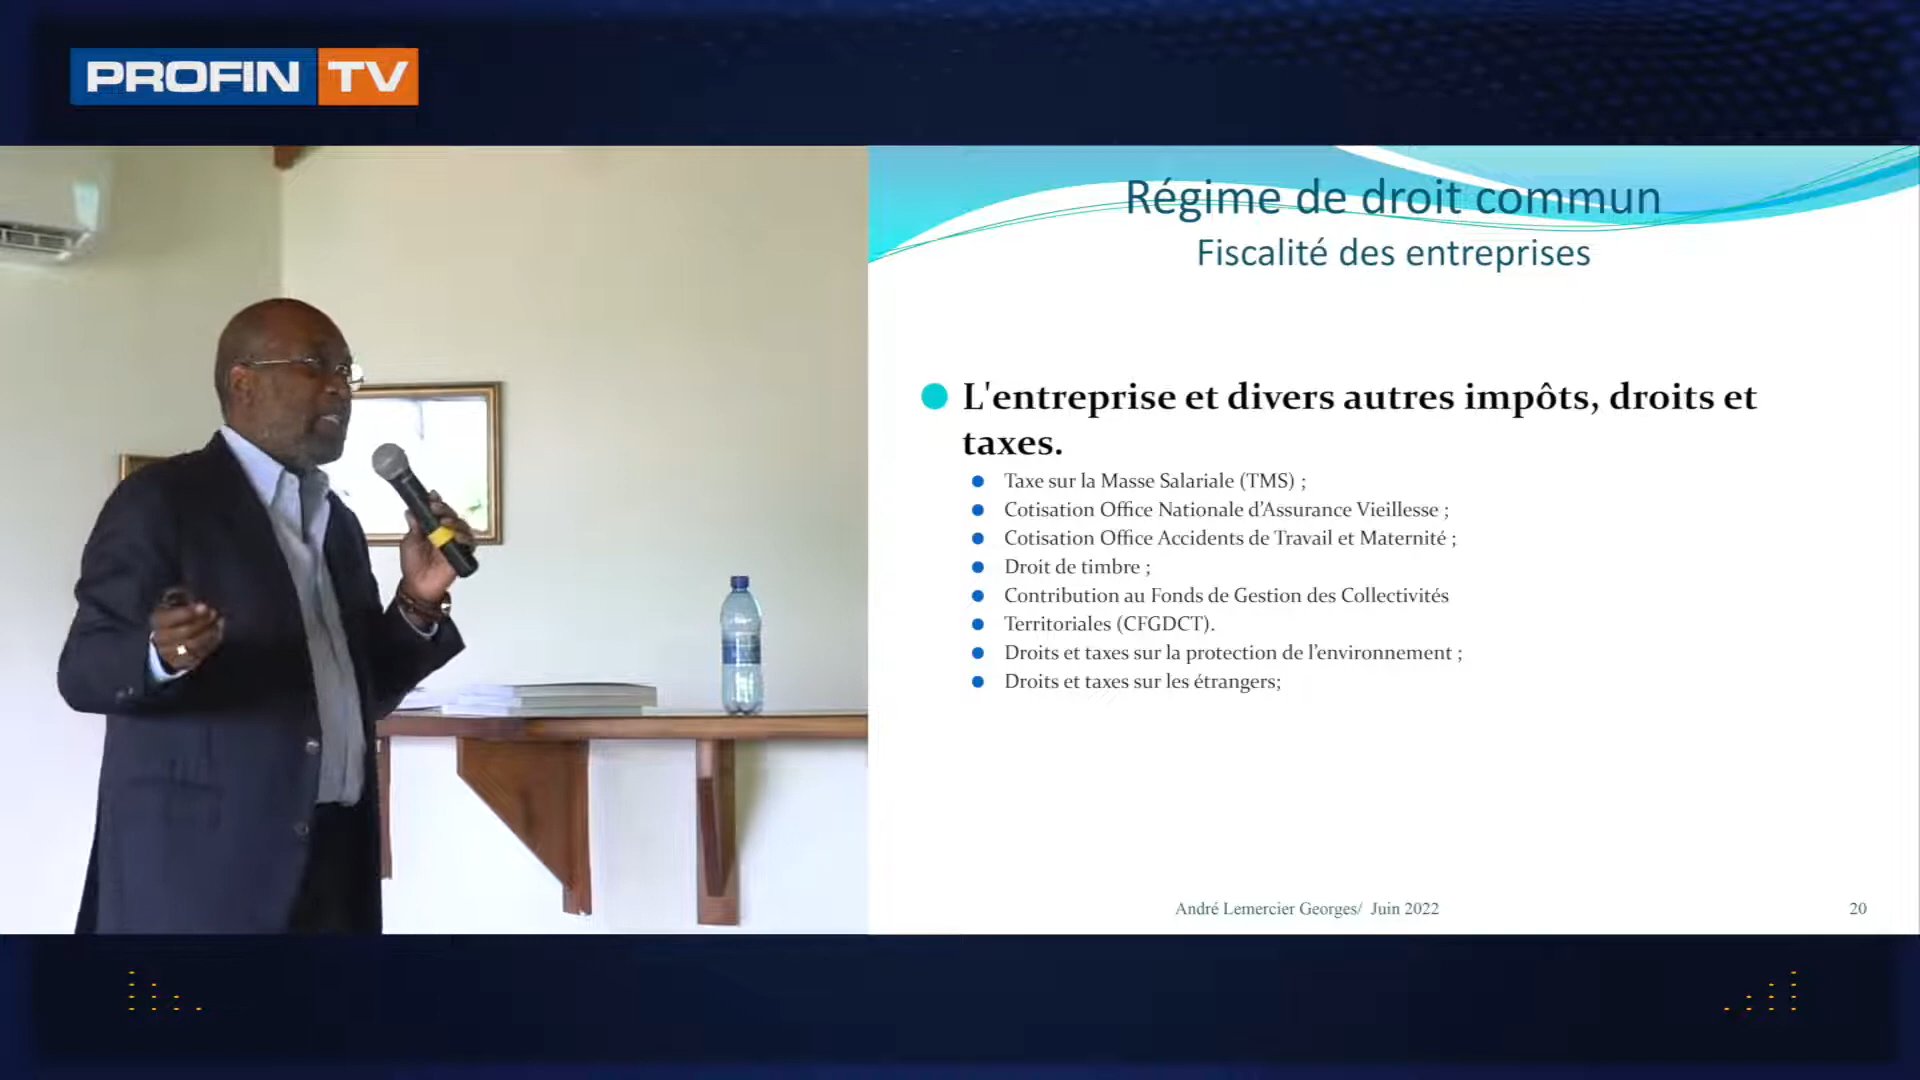 PROFIN TV
Régime de droit commun
Fiscalité des entreprises
L'entreprise et divers autres impôts, droits et
taxes.
Taxe sur la Masse Salariale (TMS) ;
Cotisation Office Nationale d’Assurance Vieillesse ;
Cotisation Office Accidents de Travail et Maternité ;
Droit de timbre ;
Contribution au Fonds de Gestion des Collectivités
Territoriales (CFGDCT).
Droits et taxes sur la protection de l’environnement ;
Droits et taxes sur les étrangers;
André Lemercier Georges/ Juin 2022
20